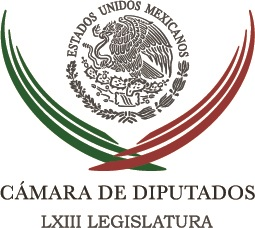 ESTADOS UNIDOS MEXICANOS
CÁMARA DE DIPUTADOS
LXIII LEGISLATURA